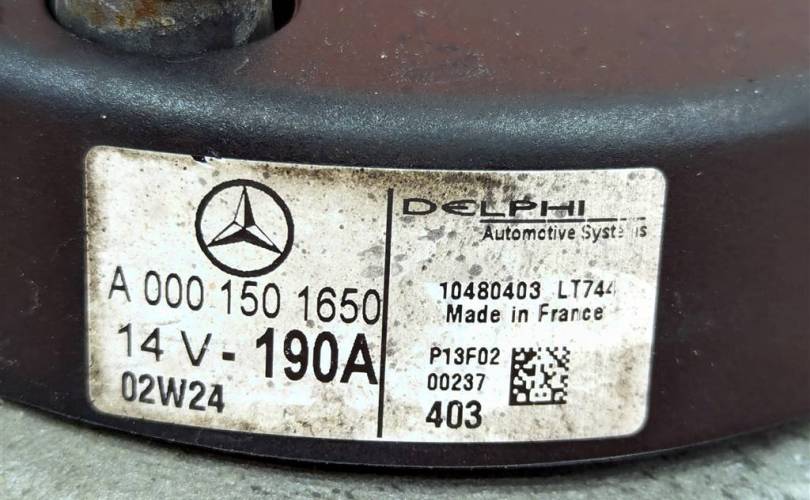 A 000 150 1650
14 V - 190A
02W24
DELPHI
Automotive Systems
10480403 LT744
Made in France
P13F02
00237
403